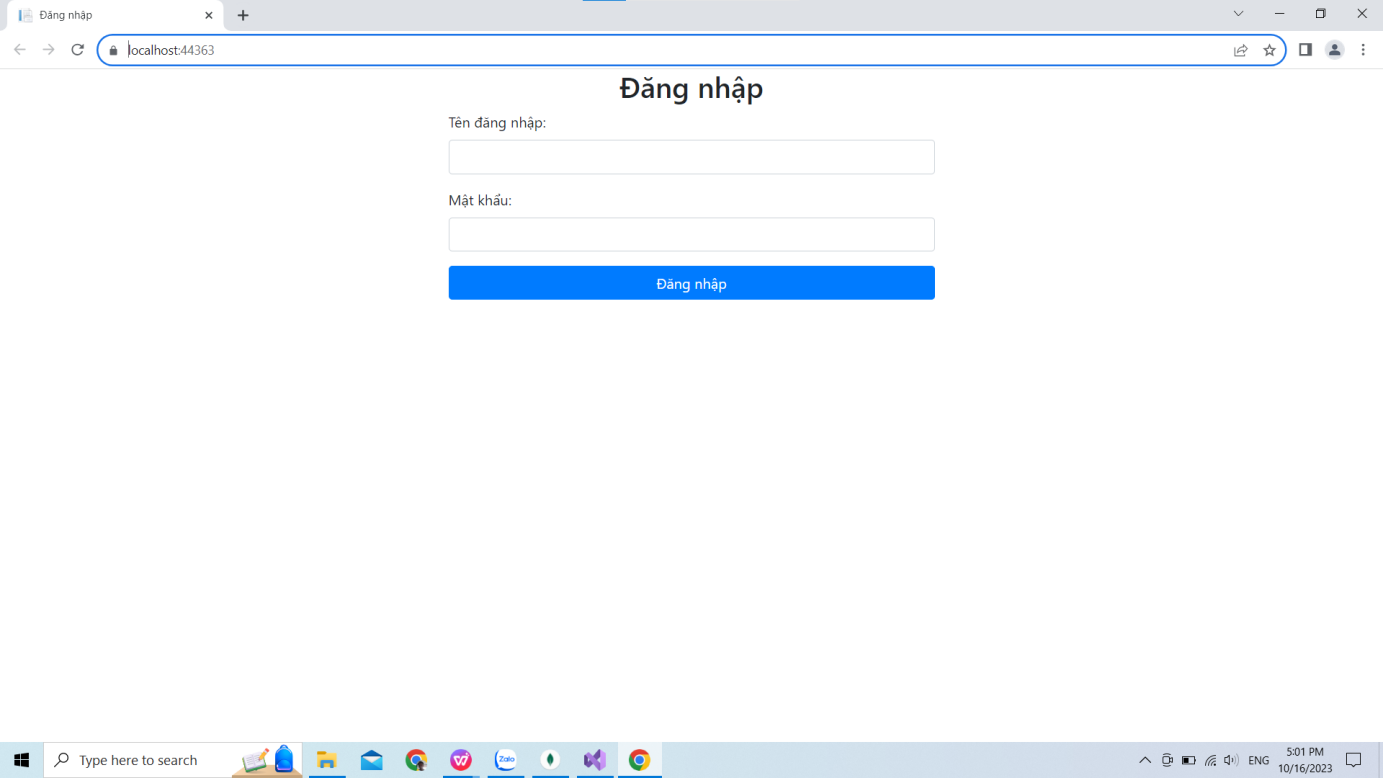 Đăng nhập
localhost:44363
Đăng nhập
Tên đăng nhập:
Mật khẩu:
Đăng nhập
Type here to search
Zalo
ENG
5:01 PM
10/16/2023